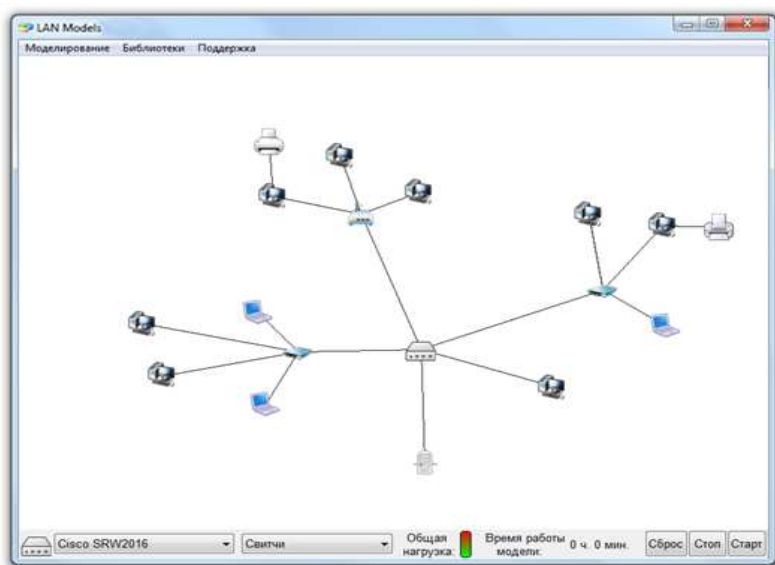 LAN Models
Моделирование Библиотеки Поддержка
Cisco SRW2016
Свитчи
Общая
нагрузка:
Время работы
модели:
0 ч. 0 мин.
Сброс
Стоп
Старт